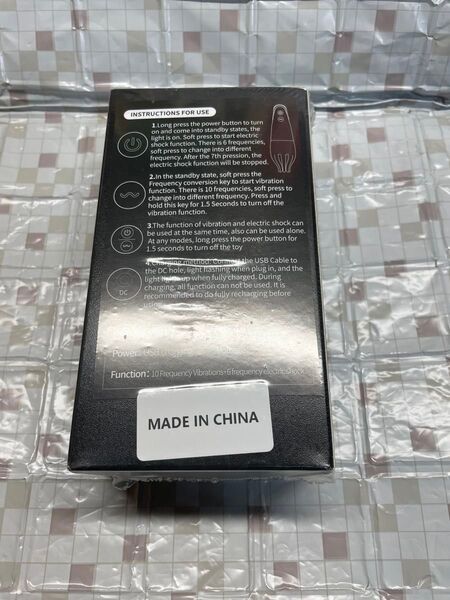 INSTRUCTIONS FOR USE
1.Long press the power button to turn
on and come into standby states, the
light is on. Soft press to start electric
shock function. There is 6 frequencies,
soft press to change into different
frequency. After the 7th pression, the
electric shock function will be stopped.
2.In the standby state, soft press the
Frequency conversion key to start vibration
function. There is 10 frequencies, soft press to
change into different frequency. Press and
hold this key for 1.5 Seconds to turn off the
vibration function.
3.The function of vibration and electric shock can
be used at the same time, also can be used alone.
At any modes, long press the power button for
1.5 seconds to turn off the toy
method: the USB Cable to
the DC hole, light flashing when plug in, and the
light up when fully charged. During
charging, all function can not be used. It is
recommended to do fully recharging before
DC
Power: USB
Function: 10 Frequency Vibrations+6 frequency electric shock
MADE IN CHINA